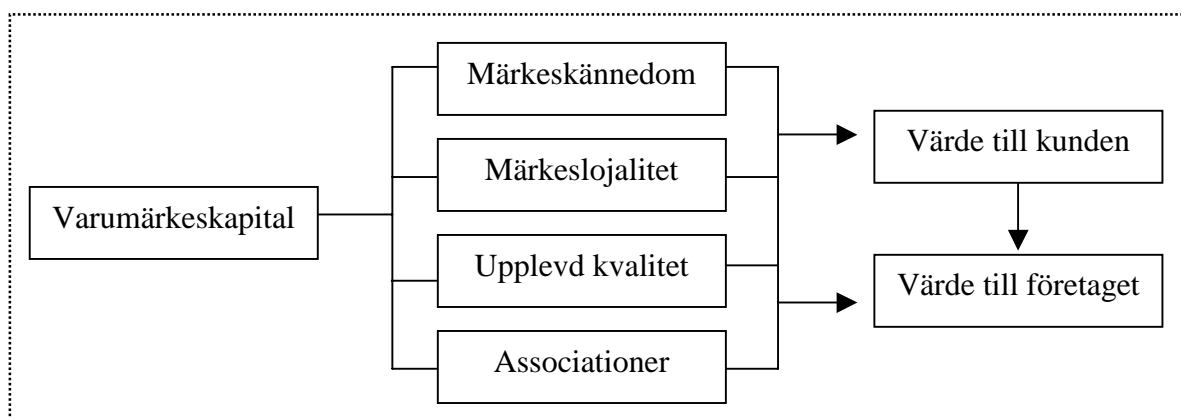 Varumärkeskapital
Märkeskännedom
Märkeslojalitet
Upplevd kvalitet
Associationer
Värde till kunden
Värde till företaget